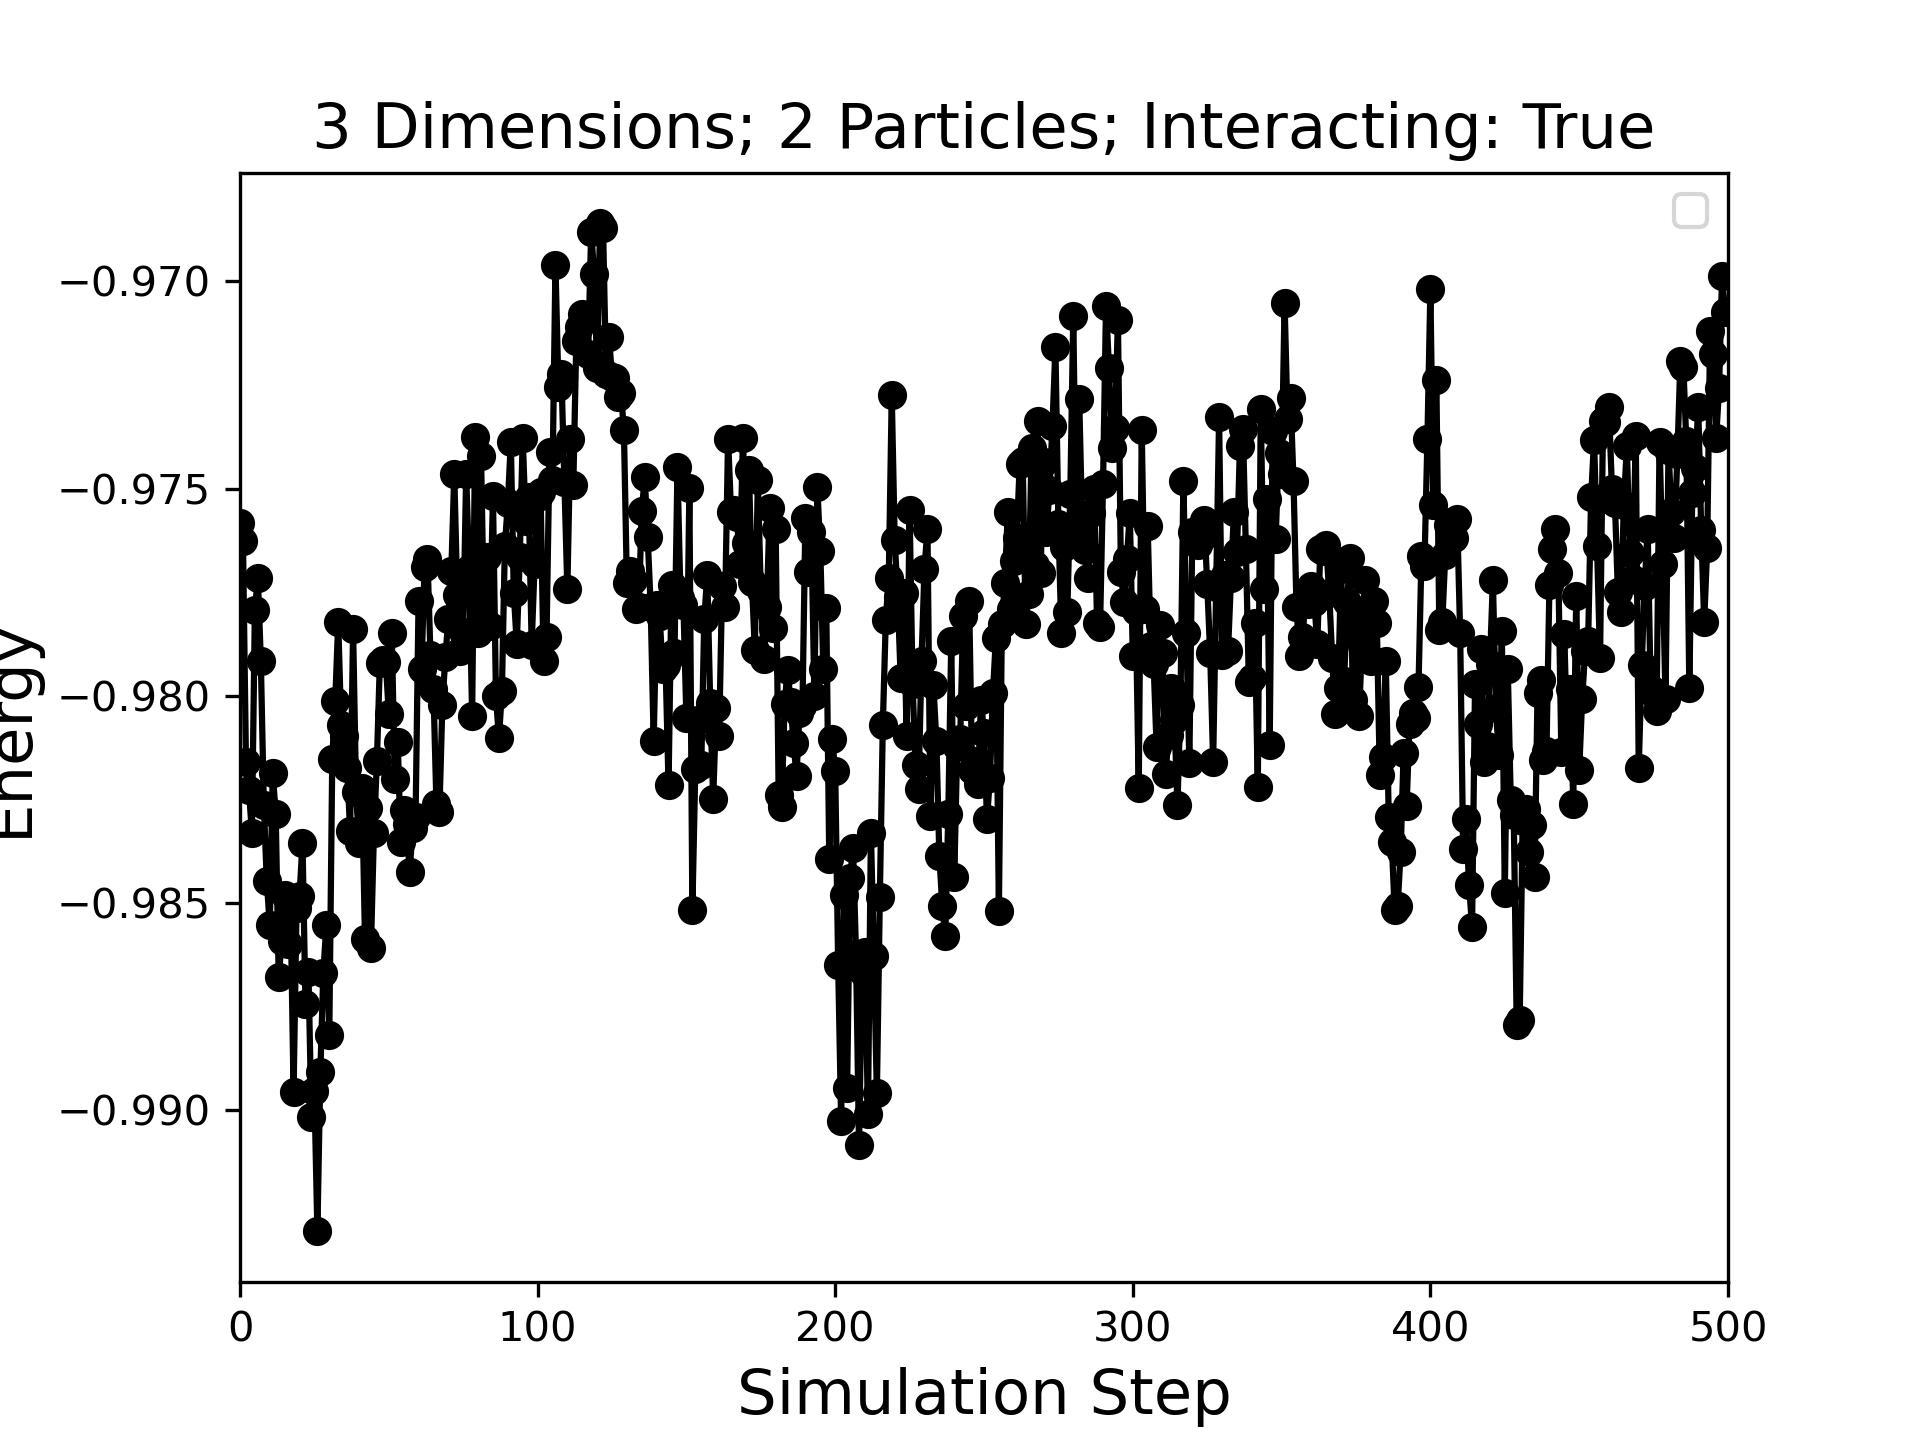 3 Dimensions; 2 Particles; Interacting: True
−0.970
−0.975
−0.980
−0.985
−0.990
Energy
0 100 200 300 400 500
Simulation Step